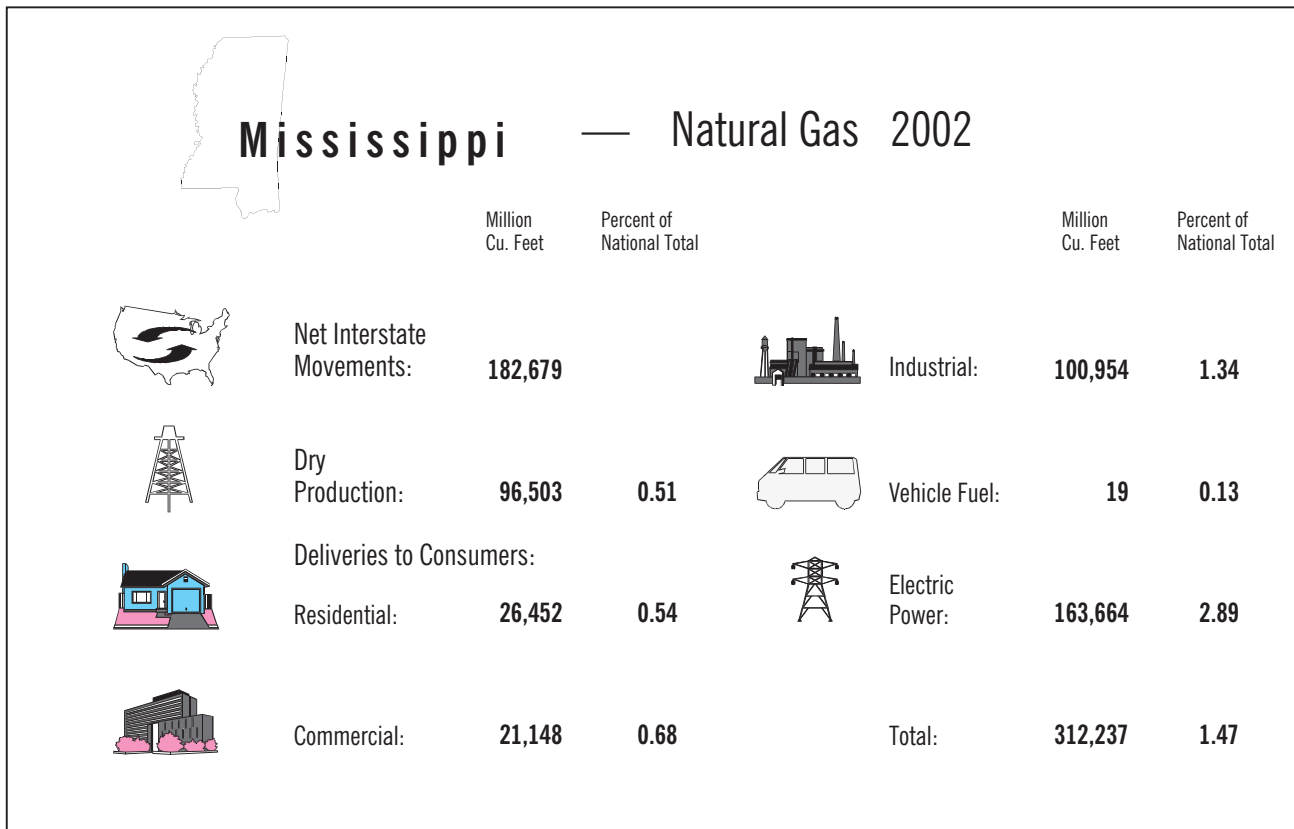 Mississippi — Natural Gas 2002
Million Cu. Feet Percent of National Total Million Cu. Feet Percent of National Total
Net Interstate
Movements: 182,679
Industrial: 100,954 1.34
Dry
Production: 96,503 0.51
Vehicle Fuel: 19 0.13
Deliveries to Consumers:
Residential: 26,452 0.54
Electric
Power: 163,664 2.89
Commercial: 21,148 0.68
Total: 312,237 1.47